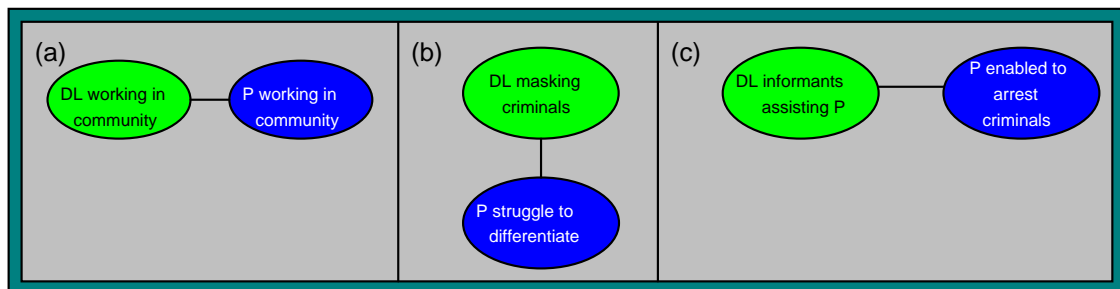 (a)
DL working in
community
P working in
community
(b)
DL masking
criminals
P struggle to
differentiate
(c)
DL informants
assisting P
P enabled to
arrest
criminals